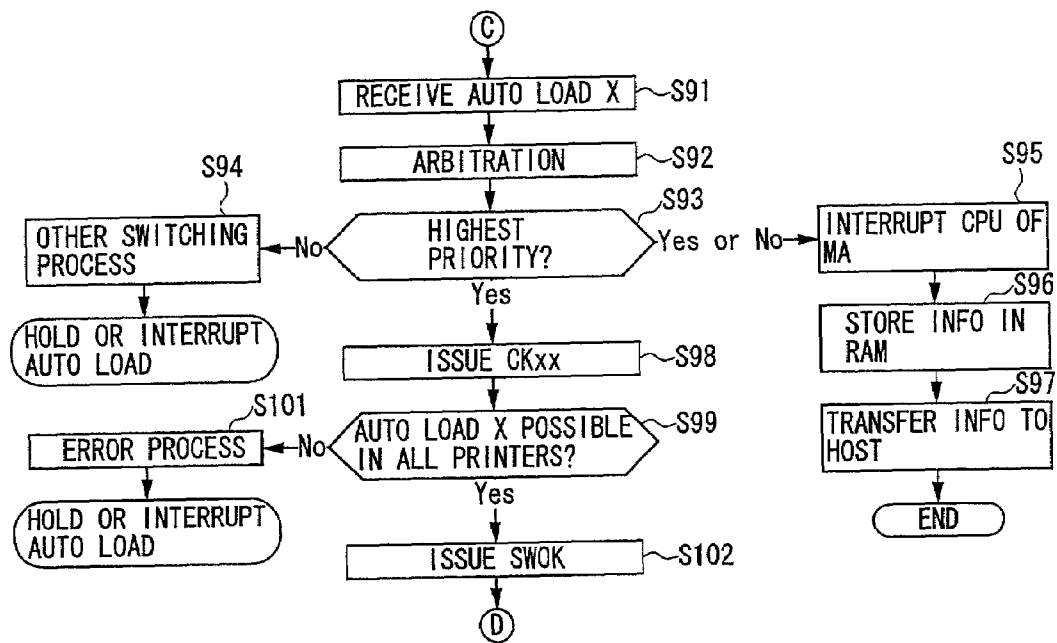 C
RECEIVE AUTO LOAD X
S91
ARBITRATION
S92
HIGHEST
PRIORITY?
S93
No
S94
OTHER SWITCHING
PROCESS
HOLD OR INTERRUPT
AUTO LOAD
Yes or No
S95
INTERRUPT CPU OF
MA
S96
STORE INFO IN
RAM
S97
TRANSFER INFO TO
HOST
END
Yes
ISSUE CKxx
S98
AUTO LOAD X POSSIBLE
IN ALL PRINTERS?
S99
No
S101
ERROR PROCESS
HOLD OR INTERRUPT
AUTO LOAD
Yes
ISSUE SWOK
S102
D